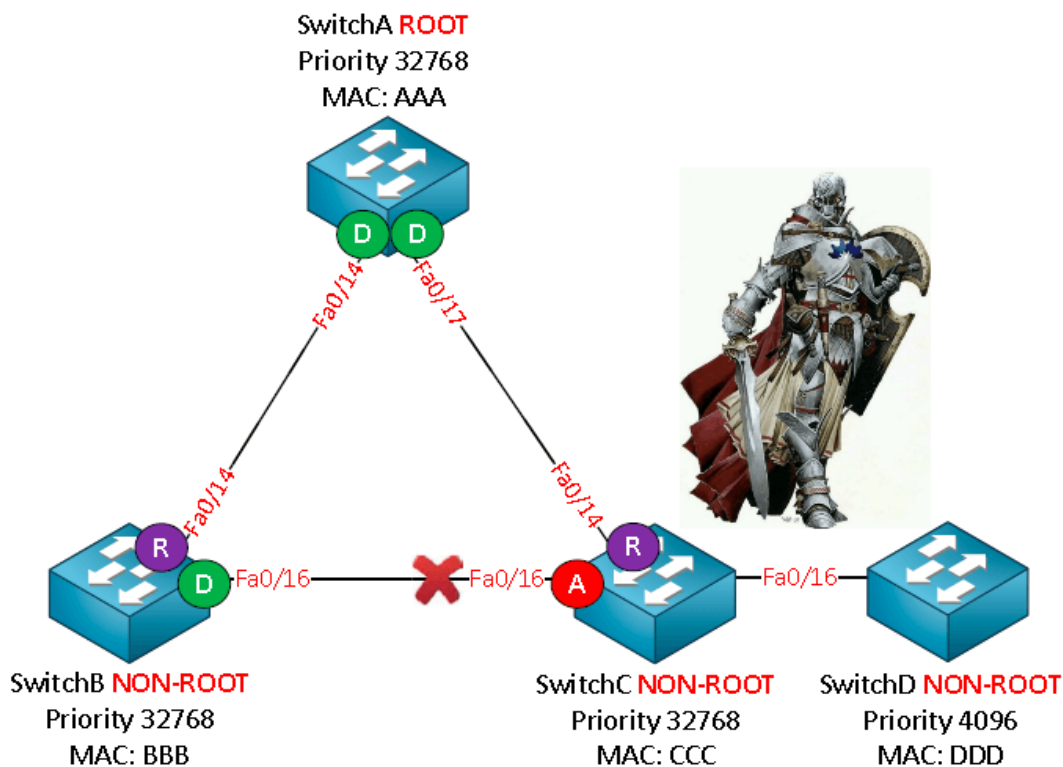 SwitchA ROOT
Priority 32768
MAC: AAA
D D
Fa0/14
Fa0/17
Fa0/14
Fa0/14
R
R
D
Fa0/16
Fa0/16
A
Fa0/16
SwitchB NON-ROOT
Priority 32768
MAC: BBB
SwitchC NON-ROOT
Priority 32768
MAC: CCC
SwitchD NON-ROOT
Priority 4096
MAC: DDD